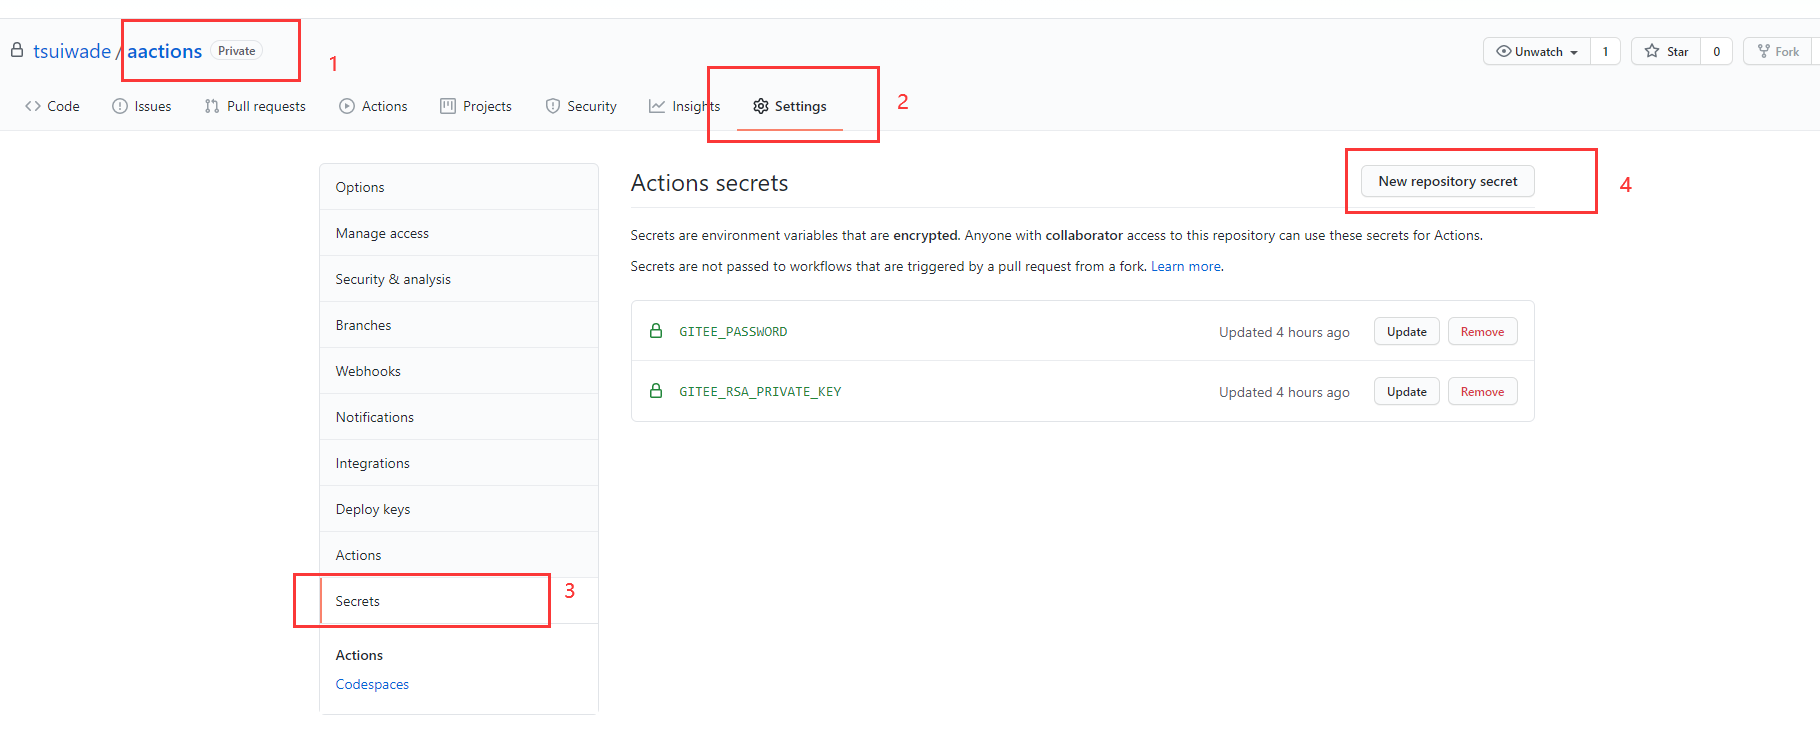 tsuiwade / aactions Private 1
Unwatch 1 Star 0 Fork
Code Issues Pull requests Actions Projects Security Insights Settings 2
Options
Manage access
Security & analysis
Branches
Webhooks
Notifications
Integrations
Deploy keys
Actions
Secrets 3
Actions
Codespaces
Actions secrets
New repository secret 4
Secrets are environment variables that are encrypted. Anyone with collaborator access to this repository can use these secrets for Actions.
Secrets are not passed to workflows that are triggered by a pull request from a fork. Learn more.
GITEE_PASSWORD Updated 4 hours ago Update Remove
GITEE_RSA_PRIVATE_KEY Updated 4 hours ago Update Remove